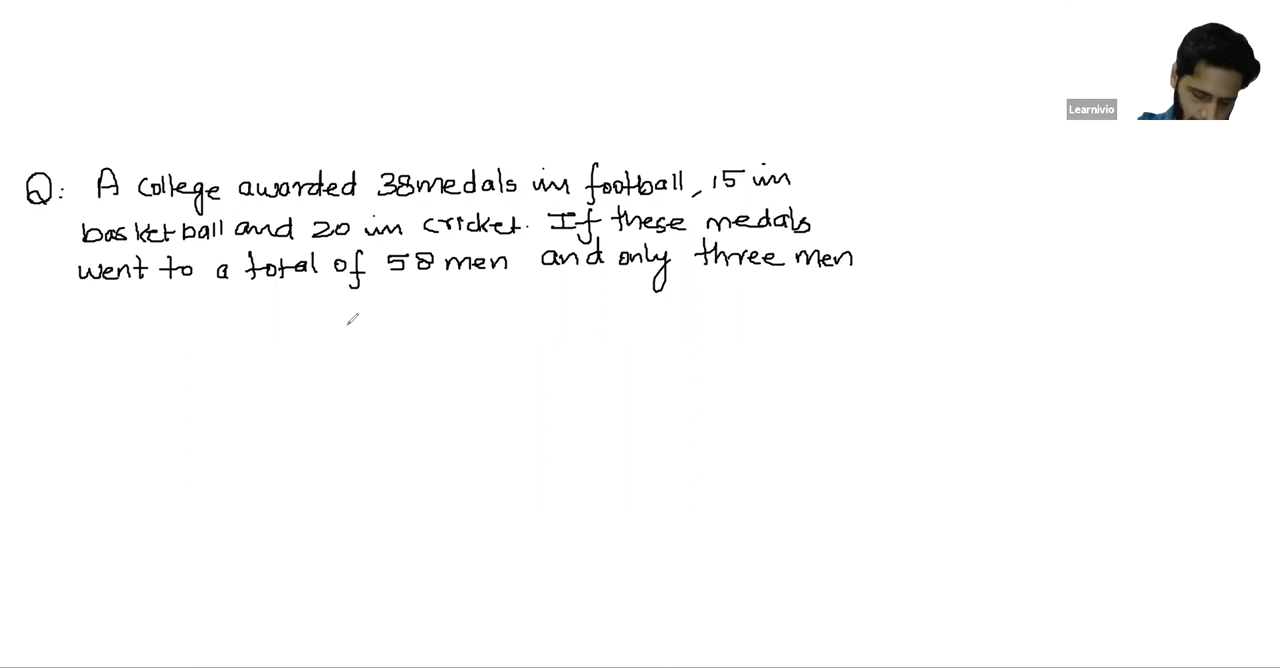 Learnivio
Q: A college awarded 38 medals in football, 15 in
basketball and 20 in cricket. If these medals
went to a total of 58 men and only three men